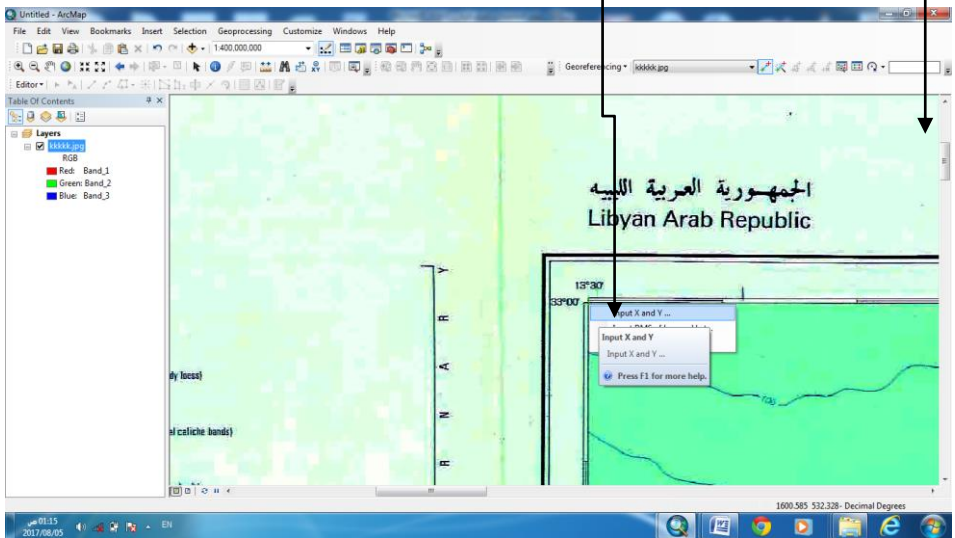 Untitled - ArcMap
File Edit View Bookmarks Insert Selection Geoprocessing Customize Windows Help
1:400,000,000
Georeferencing kkkkk.jpg
Editor
Table Of Contents
Layers
kkkkk.jpg
RGB
Red: Band_1
Green: Band_2
Blue: Band_3
الجمهورية العربية الليبيه
Libyan Arab Republic
13°30'
33°00'
Input X and Y ...
Input X and Y
Input X and Y ...
Press F1 for more help.
dy loess)
el caliche bands)
Y
R
A
N
R
106
1600.585 532.328- Decimal Degrees
01:15 ص
2017/08/05
EN